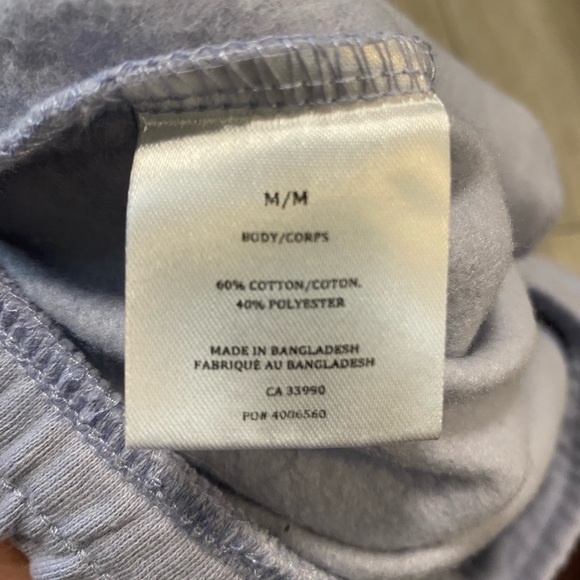 M/M
BODY/CORPS
60% COTTON/COTON.
40% POLYESTER
MADE IN BANGLADESH
FABRIQUÉ AU BANGLADESH
CA 33990
PO# 4006560